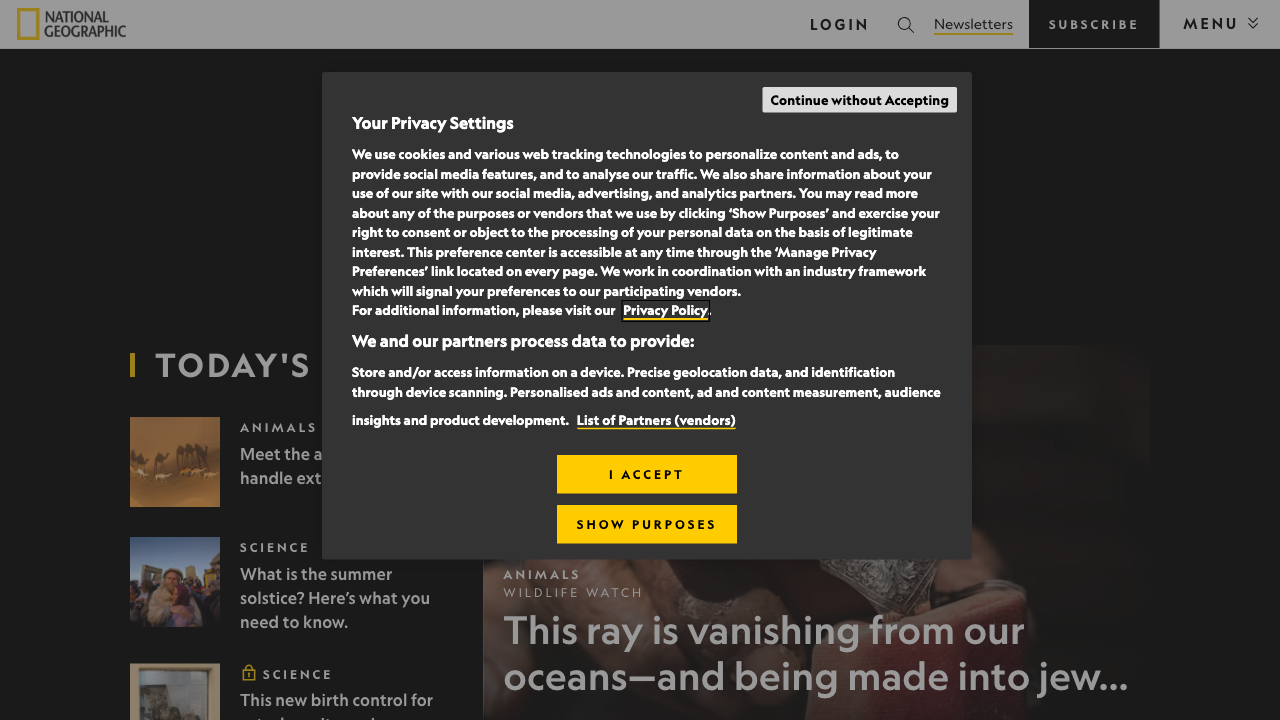 NATIONAL
GEOGRAPHIC
LOGIN
Newsletters
SUBSCRIBE
MENU
Continue without Accepting
Your Privacy Settings
We use cookies and various web tracking technologies to personalize content and ads, to
provide social media features, and to analyse our traffic. We also share information about your
use of our site with our social media, advertising, and analytics partners. You may read more
about any of the purposes or vendors that we use by clicking ‘Show Purposes’ and exercise your
right to consent or object to the processing of your personal data on the basis of legitimate
interest. This preference center is accessible at any time through the ‘Manage Privacy
Preferences’ link located on every page. We work in coordination with an industry framework
which will signal your preferences to our participating vendors.
For additional information, please visit our Privacy Policy.
We and our partners process data to provide:
Store and/or access information on a device. Precise geolocation data, and identification
through device scanning. Personalised ads and content, ad and content measurement, audience
insights and product development. List of Partners (vendors)
I ACCEPT
SHOW PURPOSES
TODAY'S
ANIMALS
Meet the a
handle ext
SCIENCE
What is the summer
solstice? Here’s what you
need to know.
SCIENCE
This new birth control for
ANIMALS
WILDLIFE WATCH
This ray is vanishing from our
oceans—and being made into jew...